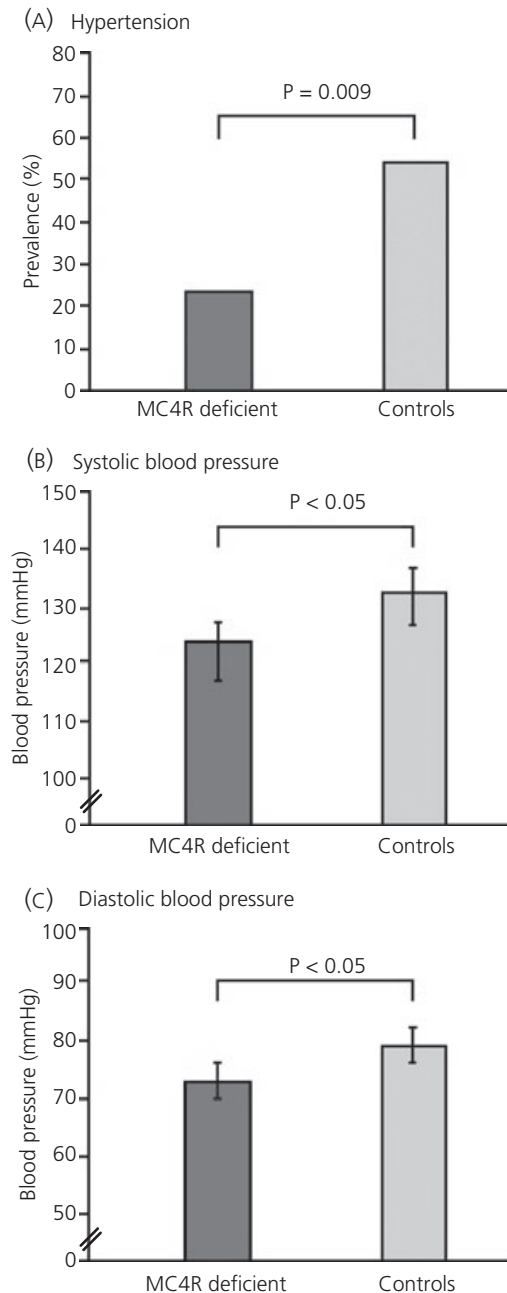 (A) Hypertension
80
70
60
50
40
30
20
10
0
Prevalence (%)
P = 0.009
MC4R deficient Controls
(B) Systolic blood pressure
150
140
130
120
110
100
0
Blood pressure (mmHg)
P < 0.05
MC4R deficient Controls
(C) Diastolic blood pressure
100
90
80
70
60
50
0
Blood pressure (mmHg)
P < 0.05
MC4R deficient Controls